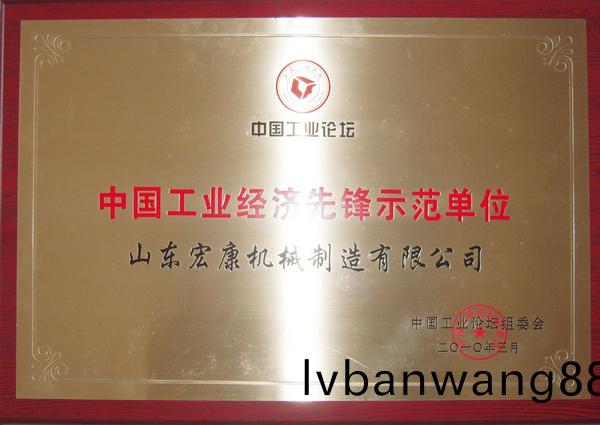 中国工业论坛
中国工业经济先锋示范单位
山东宏康机械制造有限公司
中国工业论坛组委会
二〇一〇年三月
lvbanwang88